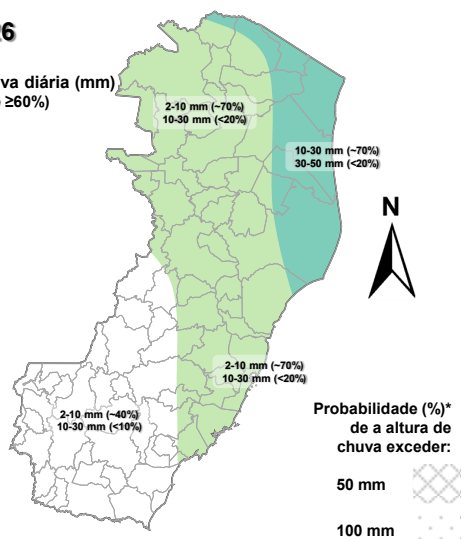 6
va diária (mm)
≥60%)
2-10 mm (~70%)
10-30 mm (<20%)
10-30 mm (~70%)
30-50 mm (<20%)
N
2-10 mm (~70%)
10-30 mm (<20%)
2-10 mm (~40%)
10-30 mm (<10%)
Probabilidade (%)*
de a altura de
chuva exceder:
50 mm
100 mm